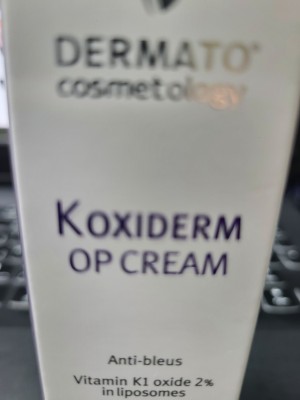 DERMATO
cosmetology
KOXIDERM
OP CREAM
Anti-bleus
Vitamin K1 oxide 2%
in liposomes